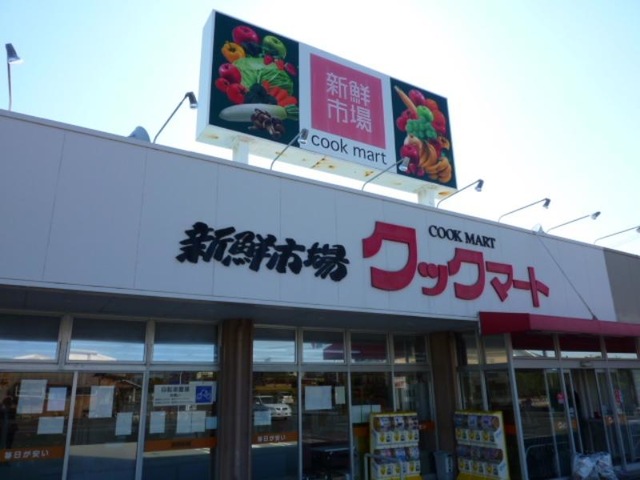 新鮮
市場
cook mart
COOK MART
新鮮市場
クックマート
毎日が安い
毎日が安い